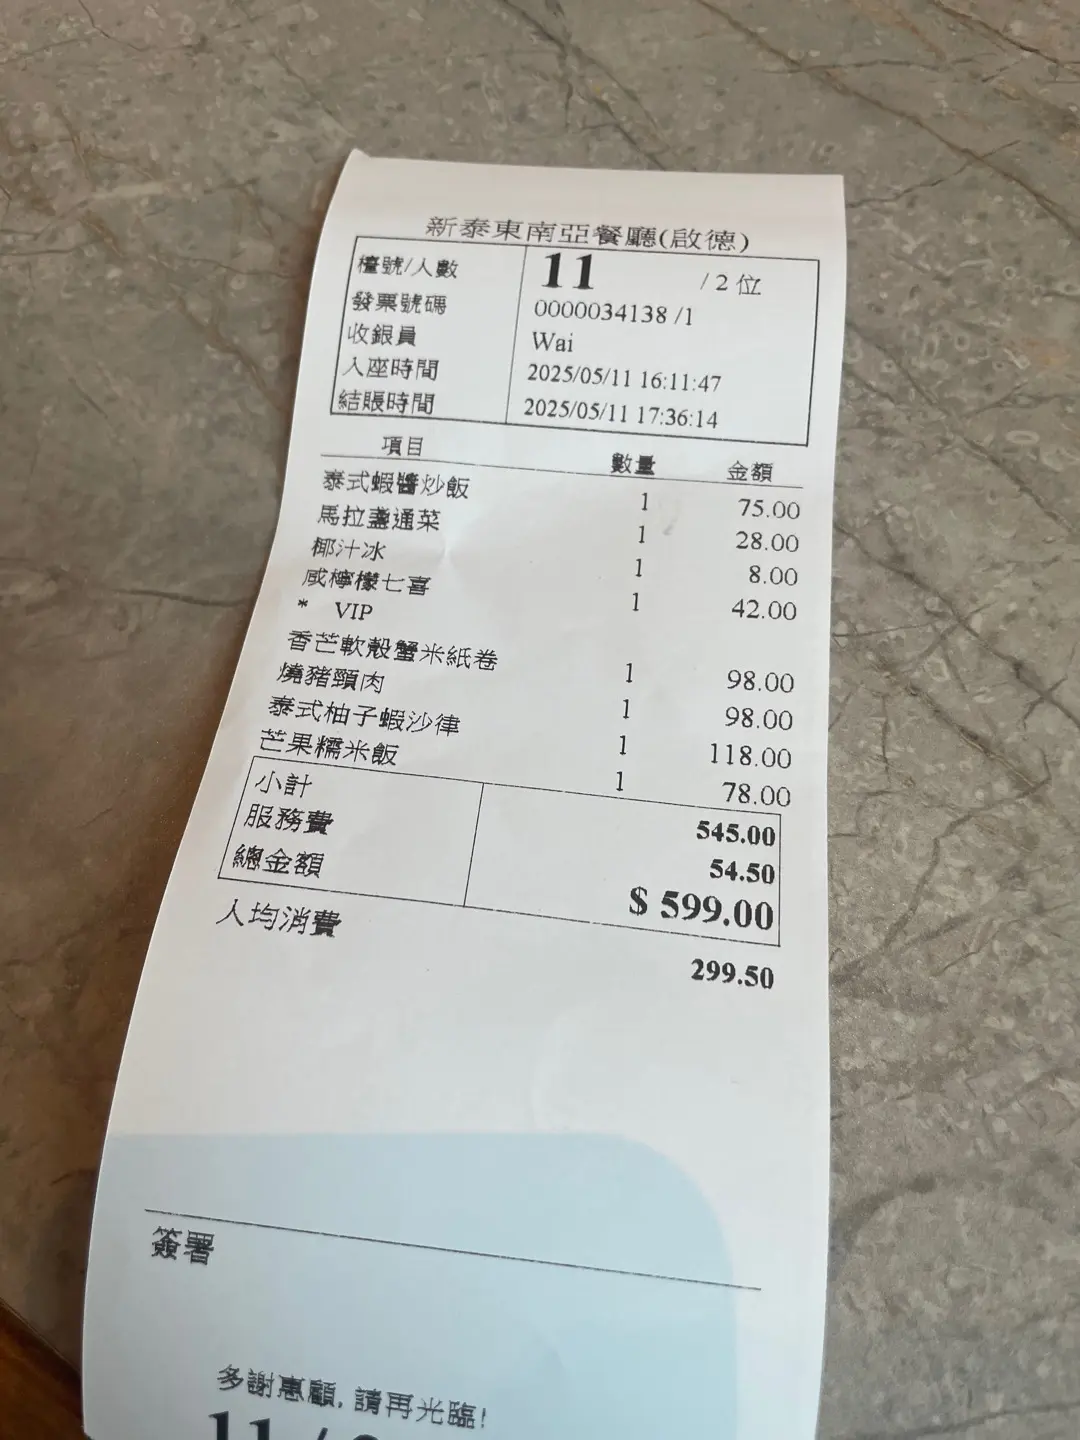 新泰東南亞餐廳(啟德)
檯號/人數 11 /2 位
發票號碼 0000034138 /1
收銀員 Wai
入座時間 2025/05/11 16:11:47
結賬時間 2025/05/11 17:36:14
項目 數量 金額
泰式蝦醬炒飯 1 75.00
馬拉盞通菜 1 28.00
椰汁冰 1 8.00
咸檸檬七喜 1 42.00
* VIP
香芒軟殼蟹米紙卷 1 98.00
燒豬頸肉 1 98.00
泰式柚子蝦沙律 1 118.00
芒果糯米飯 1 78.00
小計 545.00
服務費 54.50
總金額 $ 599.00
人均消費 299.50
簽署
多謝惠顧, 請再光臨!
11 /